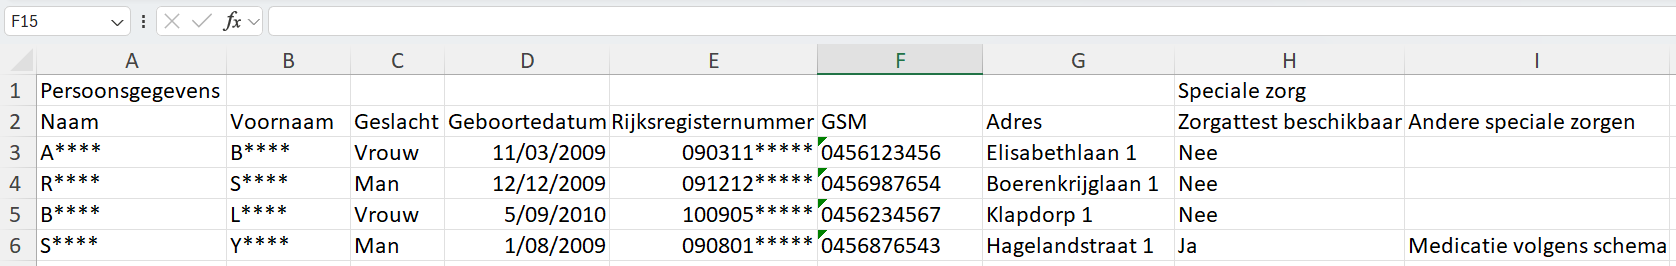 F15 fx
A B C D E F G H I
1 Persoonsgegevens Speciale zorg
2 Naam Voornaam Geslacht Geboortedatum Rijksregisternummer GSM Adres Zorgattest beschikbaar Andere speciale zorgen
3 A**** B**** Vrouw 11/03/2009 090311***** 0456123456 Elisabethlaan 1 Nee
4 R**** S**** Man 12/12/2009 091212***** 0456987654 Boerenkrijglaan 1 Nee
5 B**** L**** Vrouw 5/09/2010 100905***** 0456234567 Klapdorp 1 Nee
6 S**** Y**** Man 1/08/2009 090801***** 0456876543 Hagelandstraat 1 Ja Medicatie volgens schema